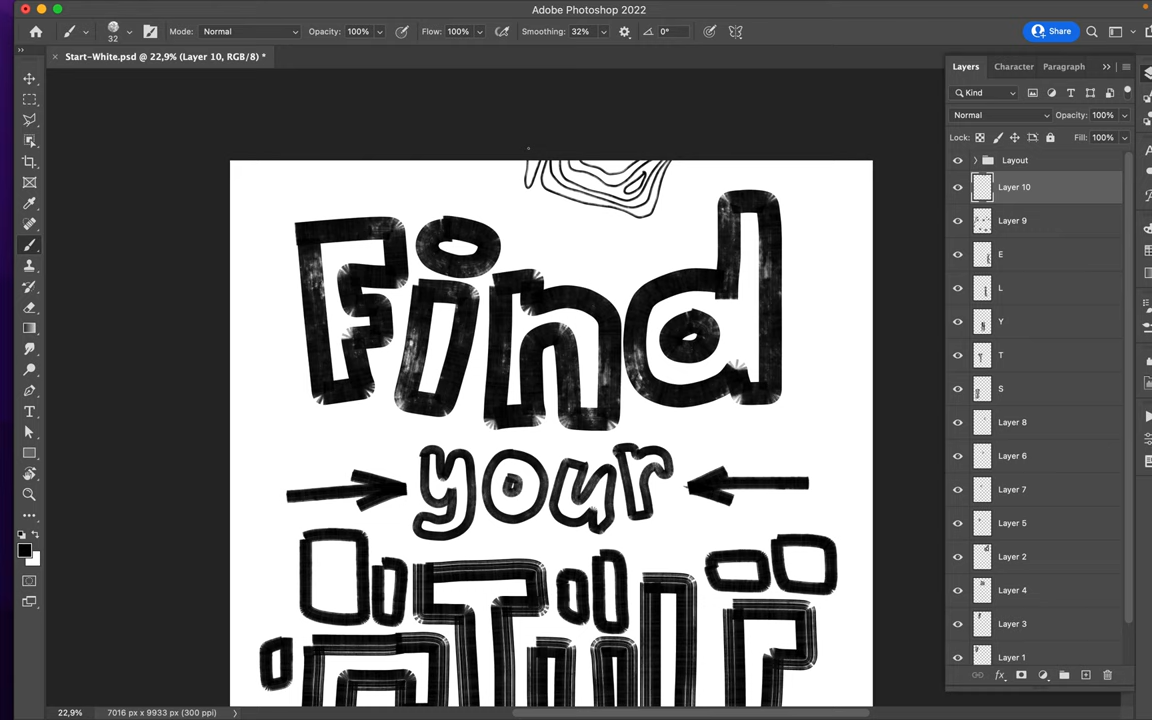 Adobe Photoshop 2022
32
Mode: Normal
Opacity: 100%
Flow: 100%
Smoothing: 32%
0°
Share
× Start-White.psd @ 22,9% (Layer 10, RGB/8) *
Layers Character Paragraph
Kind
Normal
Opacity: 100%
Lock:
Fill: 100%
Layout
Layer 10
Layer 9
E
L
Y
T
S
Layer 8
Layer 6
Layer 7
Layer 5
Layer 2
Layer 4
Layer 3
Layer 1
fx
Find
your
22,9%
7016 px x 9933 px (300 ppi)